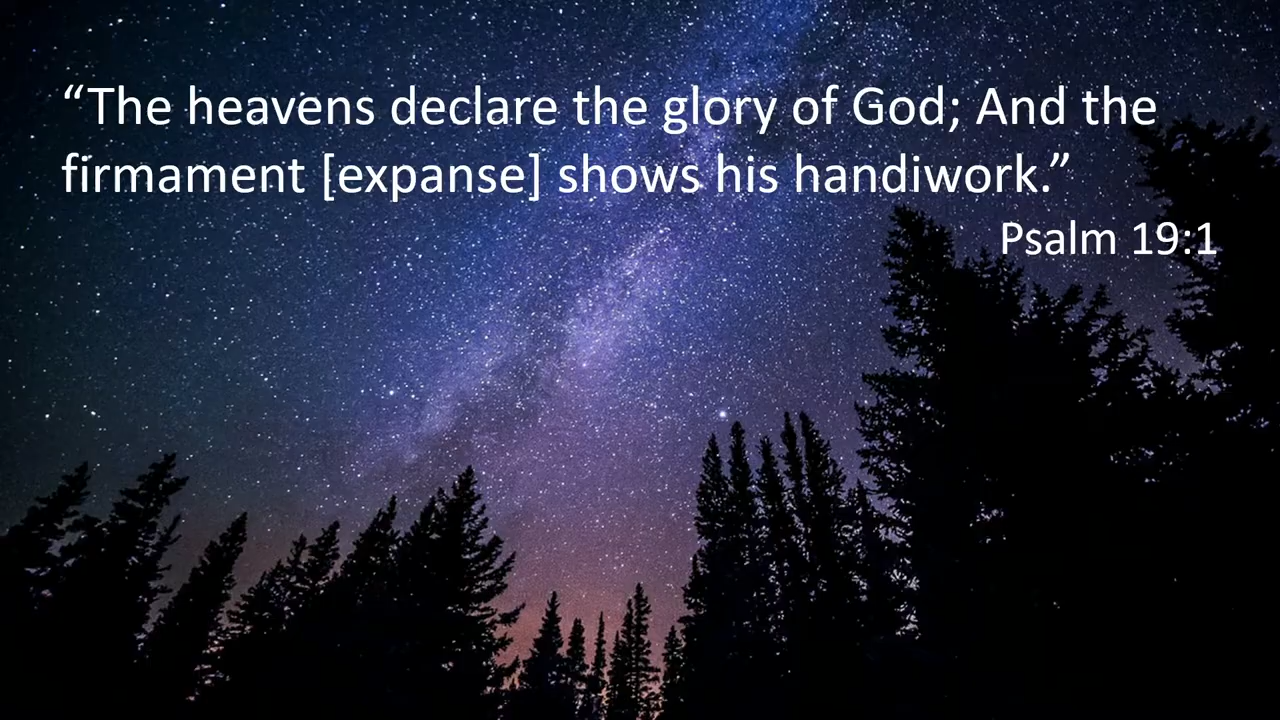 “The heavens declare the glory of God; And the
firmament [expanse] shows his handiwork.”
Psalm 19:1